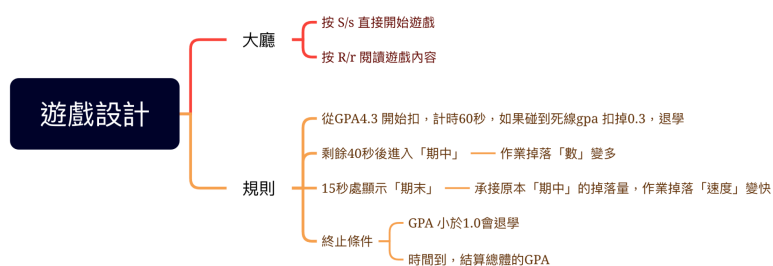 遊戲設計
大廳
按 S/s 直接開始遊戲
按 R/r 閱讀遊戲內容
規則
從GPA4.3 開始扣，計時60秒，如果碰到死線gpa 扣掉0.3，退學
剩餘40秒後進入「期中」
作業掉落「數」變多
15秒處顯示「期末」
承接原本「期中」的掉落量，作業掉落「速度」變快
終止條件
GPA 小於1.0會退學
時間到，結算總體的GPA